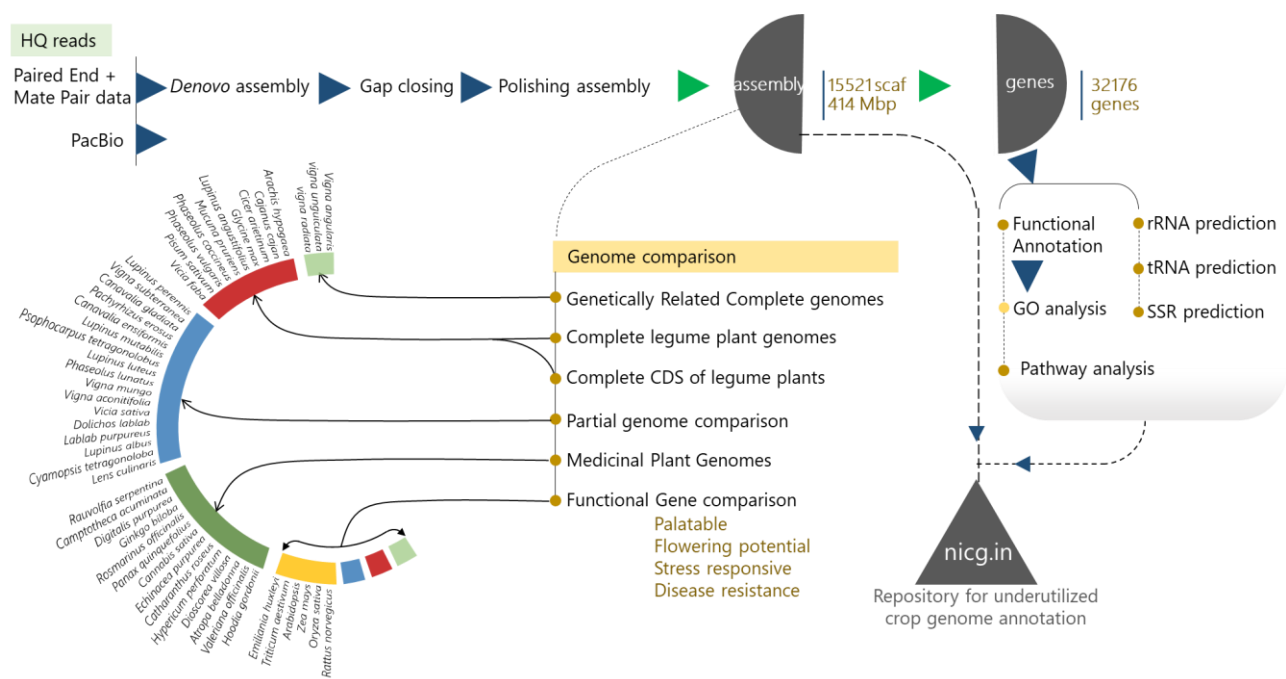 HQ reads
Paired End +
Mate Pair data
PacBio
Denovo assembly
Gap closing
Polishing assembly
assembly
15521 scaf
414 Mbp
genes
32176
genes
Functional
Annotation
GO analysis
Pathway analysis
rRNA prediction
tRNA prediction
SSR prediction
Genome comparison
Genetically Related Complete genomes
Complete legume plant genomes
Complete CDS of legume plants
Partial genome comparison
Medicinal Plant Genomes
Functional Gene comparison
Palatable
Flowering potential
Stress responsive
Disease resistance
nicg.in
Repository for underutilized
crop genome annotation
Vigna angularis
vigna unguiculata
vigna radiata
Arachis hypogaea
Cajanus cajan
Cicer arietinum
Glycine max
Lupinus angustifolius
Mucuna pruriens
Phaseolus coccineus
Phaseolus vulgaris
Pisum sativum
Vicia faba
Lupinus perennis
Vigna subterranea
Canavalia gladiata
Pachyrhizus erosus
Canavalia ensiformis
Lupinus mutabilis
Psophocarpus tetragonolobus
Lupinus luteus
Phaseolus lunatus
Vigna mungo
Vigna aconitifolia
Vicia sativa
Dolichos lablab
Lablab purpureus
Lupinus albus
Cyamopsis tetragonoloba
Lens culinaris
Rauvolfia serpentina
Camptotheca acuminata
Digitalis purpurea
Ginkgo biloba
Rosmarinus officinalis
Panax quinquefolius
Cannabis sativa
Echinacea purpurea
Catharanthus roseus
Hypericum perforatum
Dioscorea villosa
Atropa belladonna
Valeriana officinalis
Hoodia gordonii
Emiliania huxleyi
Triticum aestivum
Arabidopsis
Zea mays
Oryza sativa
Rattus norvegicus